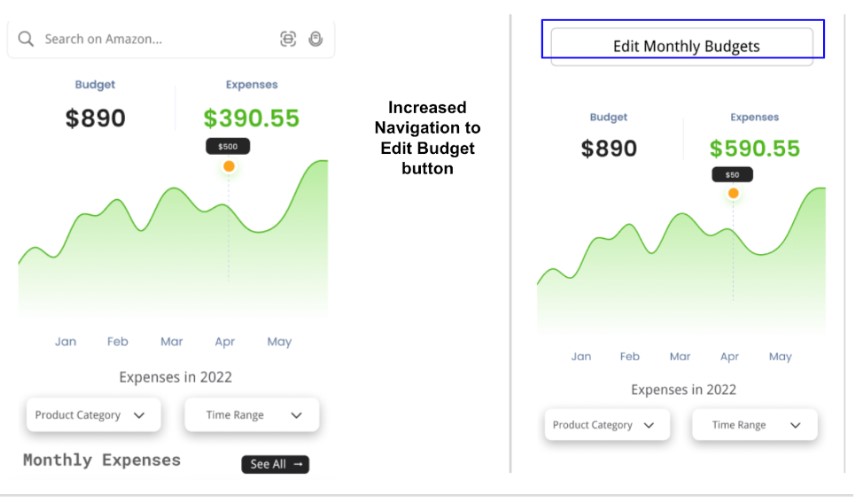 Search on Amazon...
Budget
Expenses
$890
$390.55
$500
Jan Feb Mar Apr May
Expenses in 2022
Product Category
Time Range
Monthly Expenses
See All →
Increased
Navigation to
Edit Budget
button
Edit Monthly Budgets
Budget
Expenses
$890
$590.55
$50
Jan Feb Mar Apr May
Expenses in 2022
Product Category
Time Range